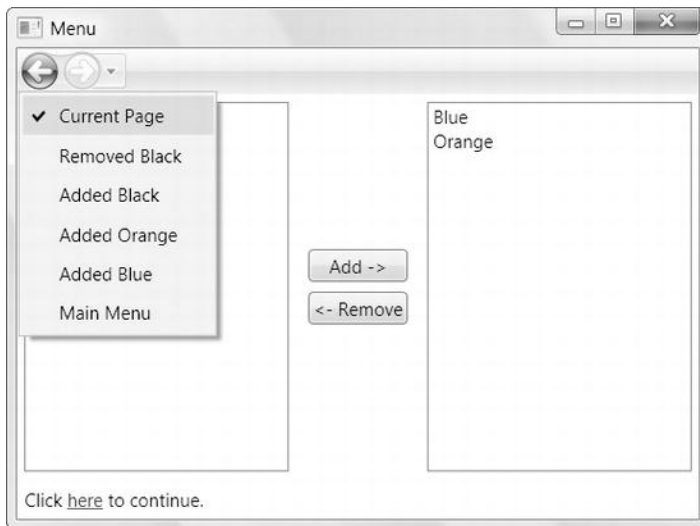 Menu
Current Page
Removed Black
Added Black
Added Orange
Added Blue
Main Menu
Add ->
<- Remove
Blue
Orange
Click here to continue.